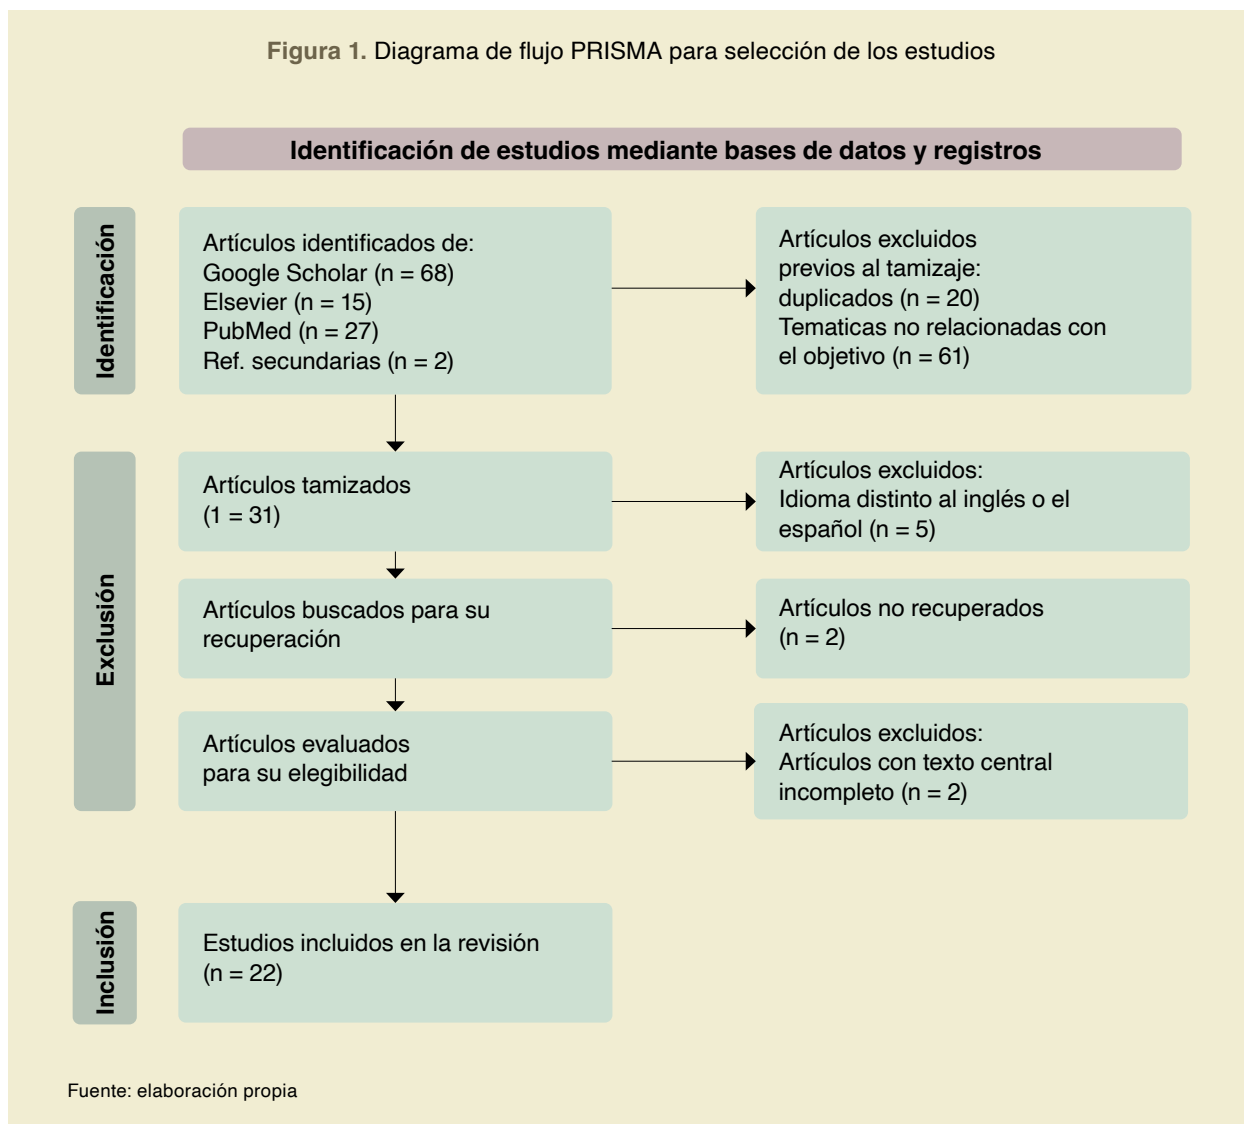 Figura 1. Diagrama de flujo PRISMA para selección de los estudios
Identificación de estudios mediante bases de datos y registros
Identificación
Artículos identificados de:
Google Scholar (n = 68)
Elsevier (n = 15)
PubMed (n = 27)
Ref. secundarias (n = 2)
Artículos excluidos
previos al tamizaje:
duplicados (n = 20)
Tematicas no relacionadas con
el objetivo (n = 61)
Exclusión
Artículos tamizados
(1 = 31)
Artículos excluidos:
Idioma distinto al inglés o el
español (n = 5)
Artículos buscados para su
recuperación
Artículos no recuperados
(n = 2)
Artículos evaluados
para su elegibilidad
Artículos excluidos:
Artículos con texto central
incompleto (n = 2)
Inclusión
Estudios incluidos en la revisión
(n = 22)
Fuente: elaboración propia